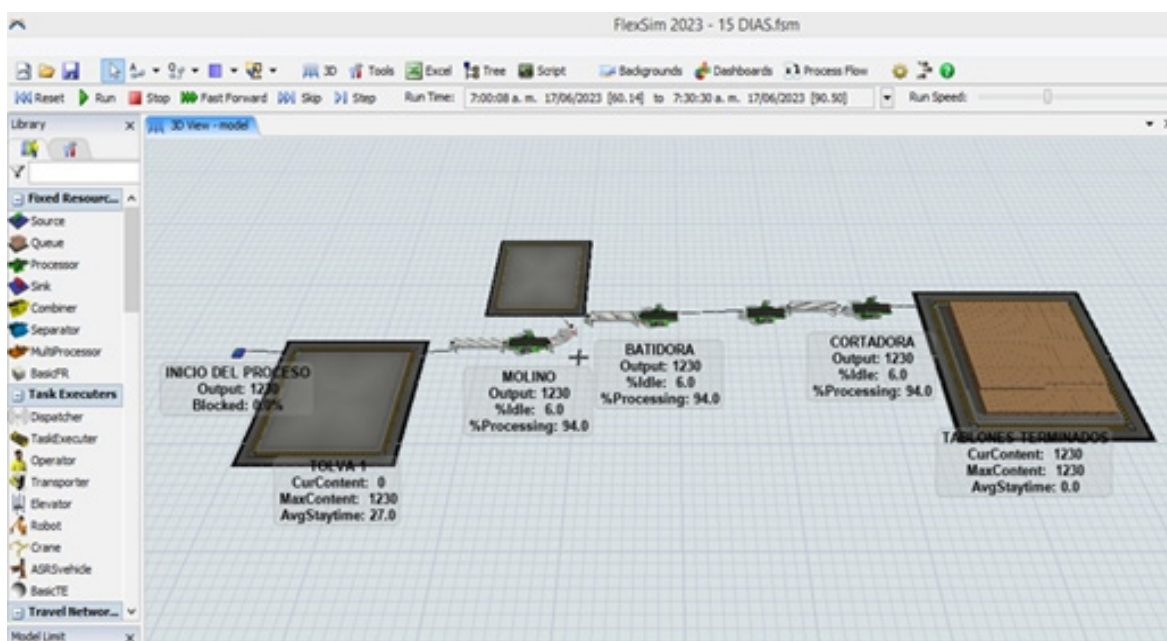 FlexSim 2023 - 15 DIAS.fsm
3D Tools Excel Tree Script Backgrounds Dashboards Process Flow
Reset Run Stop Fast Forward Skip Step Run Time: 7:00:08 a. m. 17/06/2023 [60.14] to 7:30:30 a. m. 17/06/2023 [90.50] Run Speed:
Library x 3D View - model
Fixed Resourc...
Source
Queue
Processor
Sink
Combiner
Separator
MultiProcessor
BasicFR
Task Executers
Dispatcher
TaskExecuter
Operator
Transporter
Elevator
Robot
Crane
ASRSvehicle
BasicTE
Travel Networ...
Model Limit x
INICIO DEL PROCESO
Output: 1230
Blocked: 0.0%
TOLVA 1
CurContent: 0
MaxContent: 1230
AvgStaytime: 27.0
MOLINO
Output: 1230
%Idle: 6.0
%Processing: 94.0
BATIDORA
Output: 1230
%Idle: 6.0
%Processing: 94.0
CORTADORA
Output: 1230
%Idle: 6.0
%Processing: 94.0
TABLONES TERMINADOS
CurContent: 1230
MaxContent: 1230
AvgStaytime: 0.0